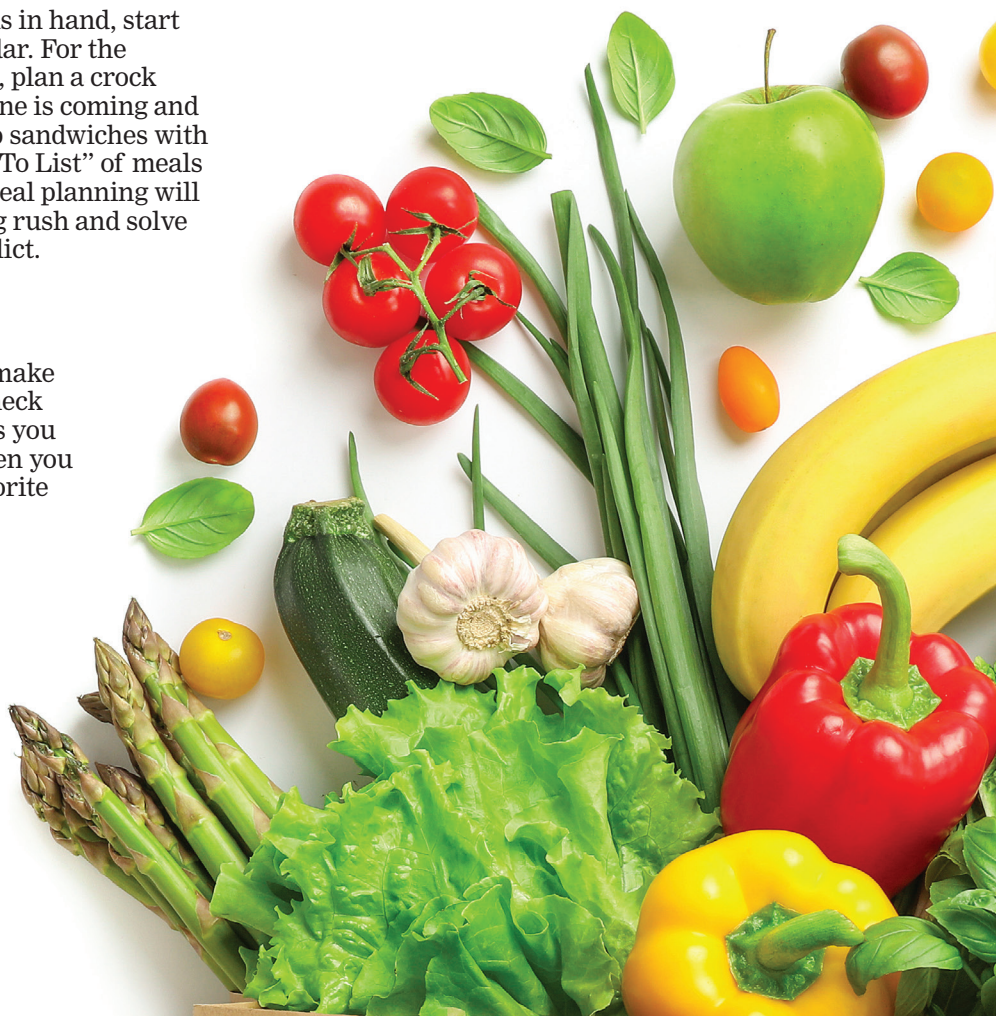 s in hand, start
lar. For the
, plan a crock
ne is coming and
o sandwiches with
To List” of meals
eal planning will
g rush and solve
lict.
make
eck
s you
en you
orite